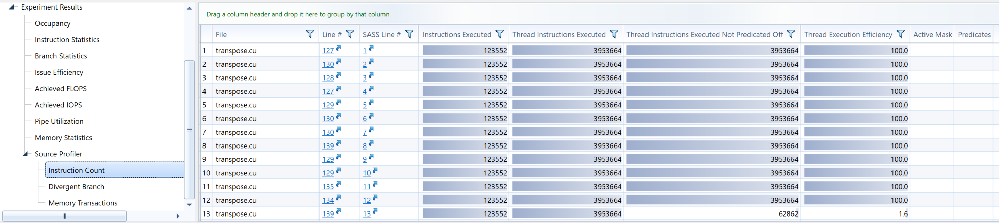 Experiment Results
Occupancy
Instruction Statistics
Branch Statistics
Issue Efficiency
Achieved FLOPS
Achieved IOPS
Pipe Utilization
Memory Statistics
Source Profiler
Instruction Count
Divergent Branch
Memory Transactions
Drag a column header and drop it here to group by that column
File Line # SASS Line # Instructions Executed Thread Instructions Executed Thread Instructions Executed Not Predicated Off Thread Execution Efficiency Active Mask Predicates
1 transpose.cu 127 1 123552 3953664 3953664 100.0
2 transpose.cu 130 2 123552 3953664 3953664 100.0
3 transpose.cu 128 3 123552 3953664 3953664 100.0
4 transpose.cu 127 4 123552 3953664 3953664 100.0
5 transpose.cu 129 5 123552 3953664 3953664 100.0
6 transpose.cu 130 6 123552 3953664 3953664 100.0
7 transpose.cu 130 7 123552 3953664 3953664 100.0
8 transpose.cu 139 8 123552 3953664 3953664 100.0
9 transpose.cu 129 9 123552 3953664 3953664 100.0
10 transpose.cu 129 10 123552 3953664 3953664 100.0
11 transpose.cu 135 11 123552 3953664 3953664 100.0
12 transpose.cu 134 12 123552 3953664 3953664 100.0
13 transpose.cu 139 13 123552 3953664 62862 1.6